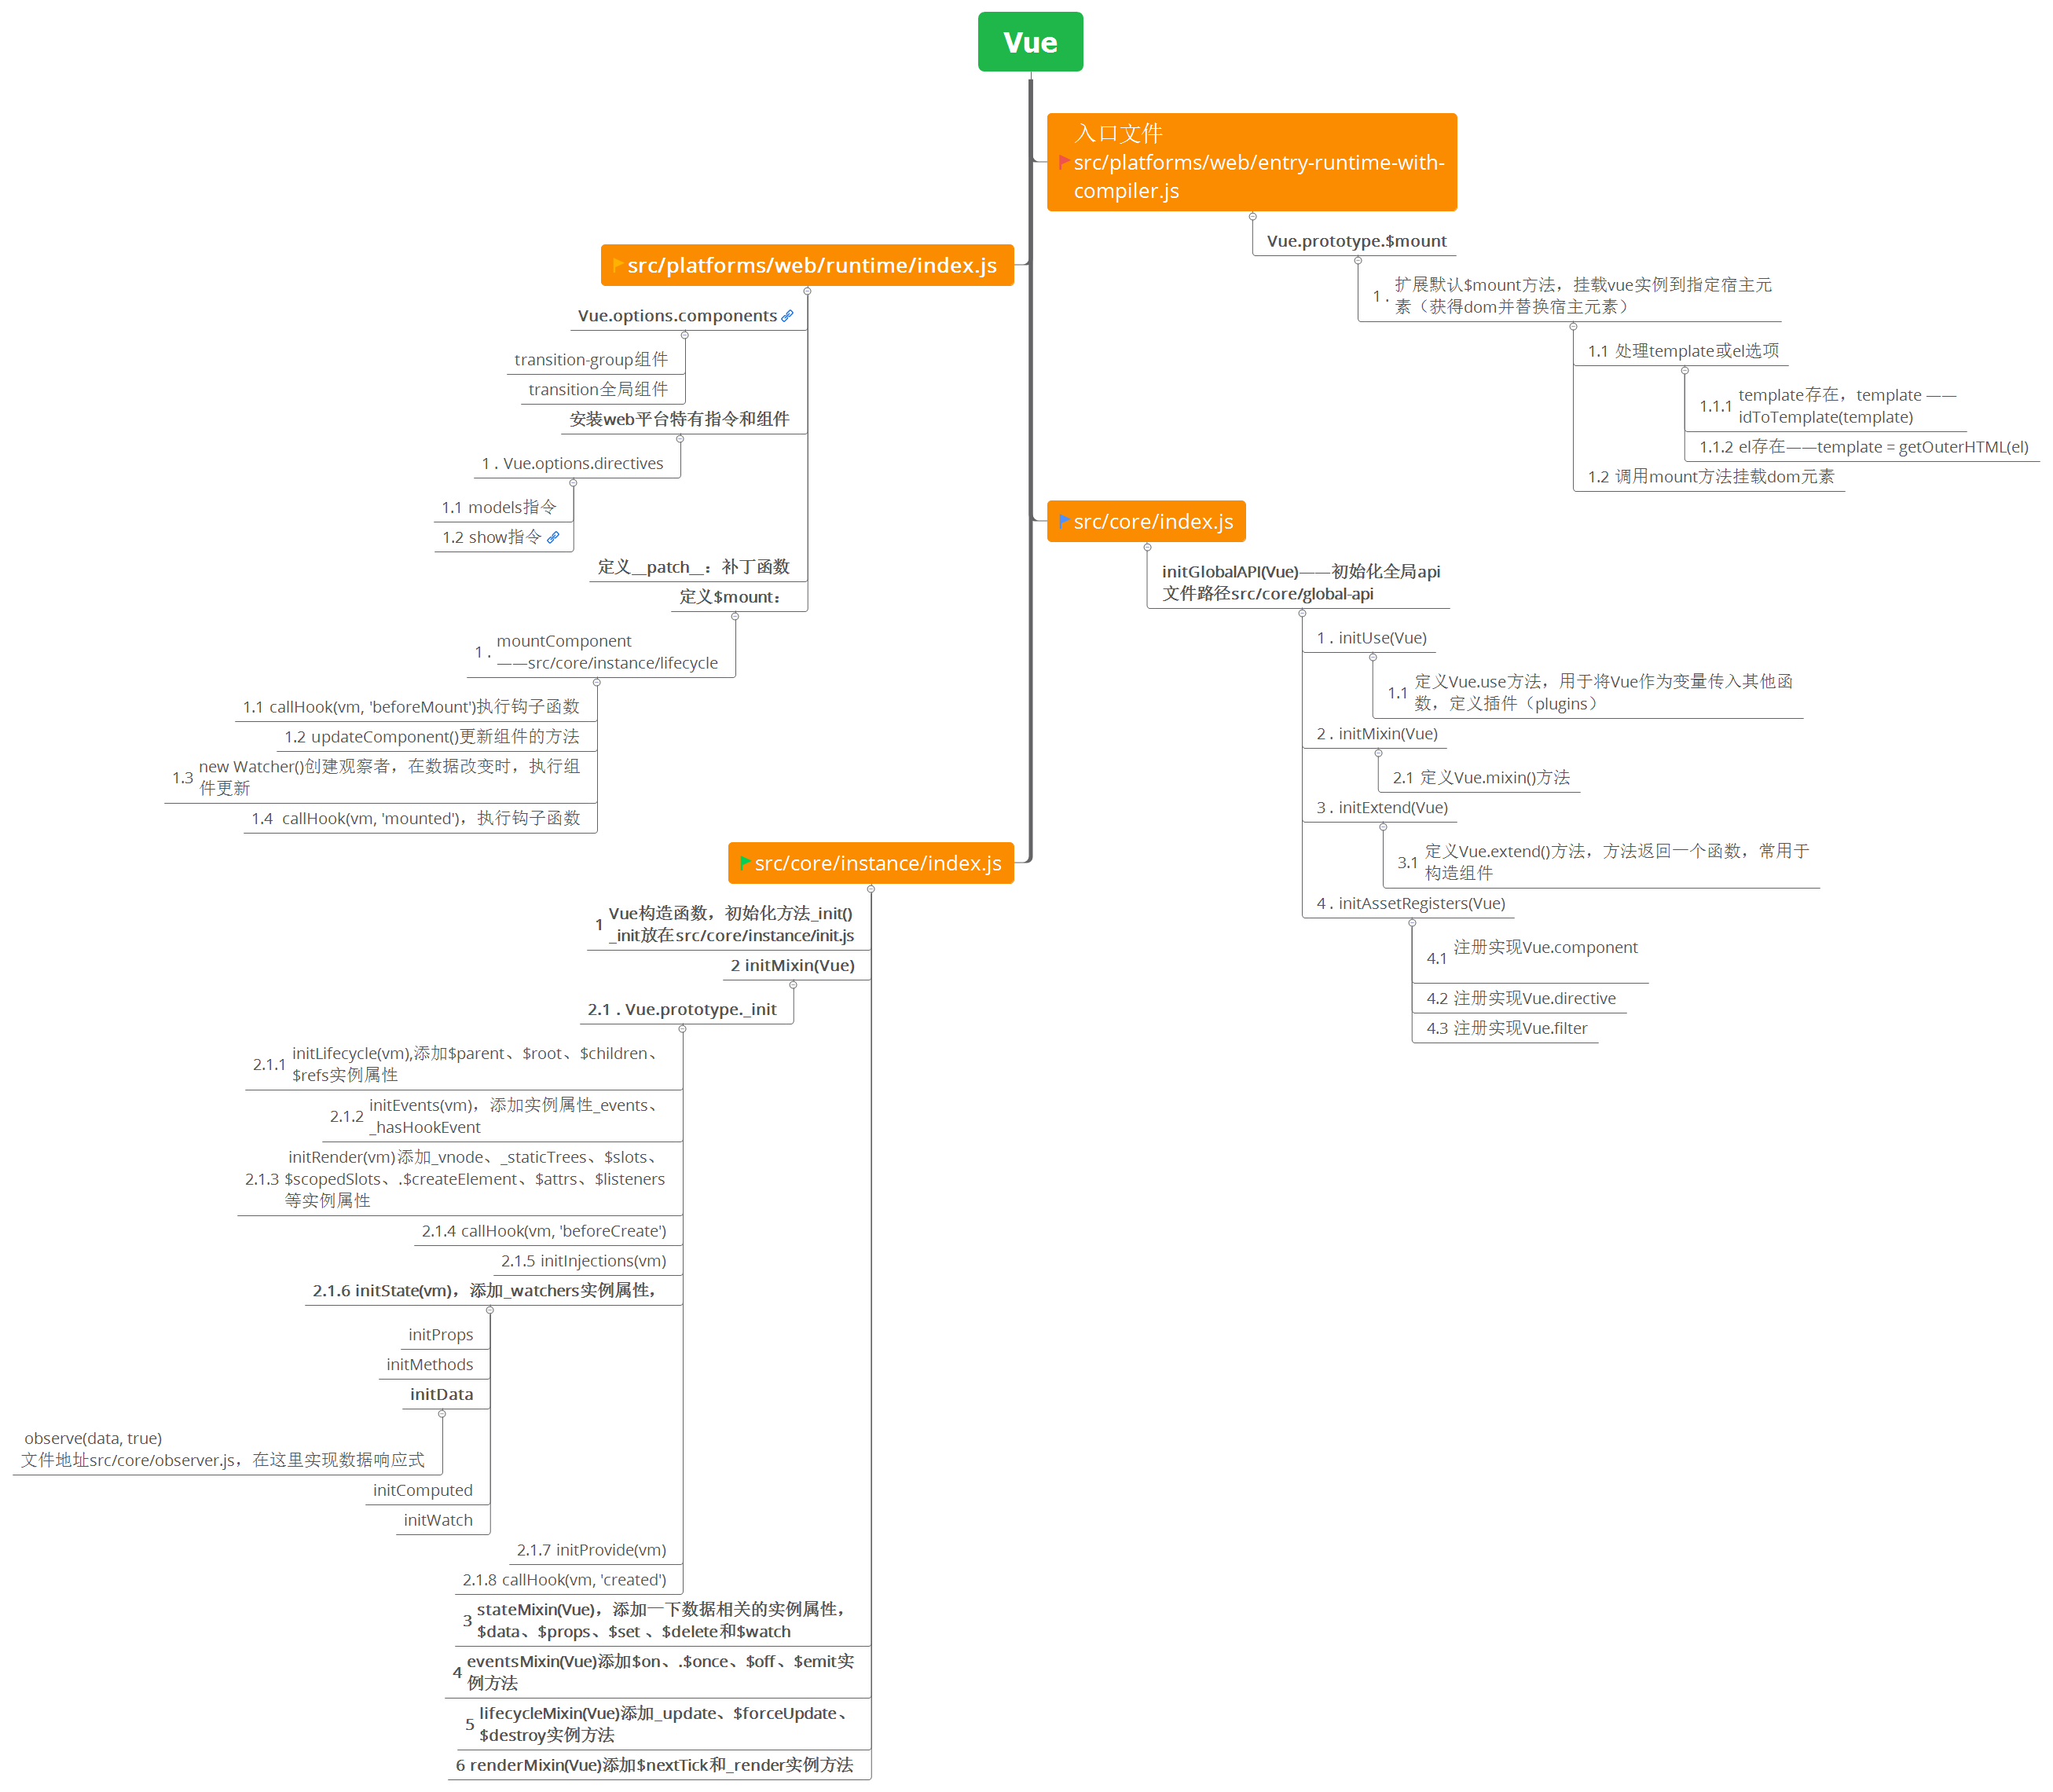 Vue
入口文件
src/platforms/web/entry-runtime-with-
compiler.js
Vue.prototype.$mount
1 . 扩展默认$mount方法，挂载vue实例到指定宿主元
素（获得dom并替换宿主元素）
1.1 处理template或el选项
1.1.1 template存在，template ——
idToTemplate(template)
1.1.2 el存在——template = getOuterHTML(el)
1.2 调用mount方法挂载dom元素
src/platforms/web/runtime/index.js
Vue.options.components
transition-group组件
transition全局组件
安装web平台特有指令和组件
1 . Vue.options.directives
1.1 models指令
1.2 show指令
定义__patch__：补丁函数
定义$mount：
1 . mountComponent
——src/core/instance/lifecycle
1.1 callHook(vm, 'beforeMount')执行钩子函数
1.2 updateComponent()更新组件的方法
1.3 new Watcher()创建观察者，在数据改变时，执行组
件更新
1.4 callHook(vm, 'mounted')，执行钩子函数
src/core/index.js
initGlobalAPI(Vue)——初始化全局api
文件路径src/core/global-api
1 . initUse(Vue)
1.1 定义Vue.use方法，用于将Vue作为变量传入其他函
数，定义插件（plugins）
2 . initMixin(Vue)
2.1 定义Vue.mixin()方法
3 . initExtend(Vue)
3.1 定义Vue.extend()方法，方法返回一个函数，常用于
构造组件
4 . initAssetRegisters(Vue)
4.1 注册实现Vue.component
4.2 注册实现Vue.directive
4.3 注册实现Vue.filter
src/core/instance/index.js
1 Vue构造函数，初始化方法_init()
_init放在src/core/instance/init.js
2 initMixin(Vue)
2.1 . Vue.prototype._init
2.1.1 initLifecycle(vm),添加$parent、$root、$children、
$refs实例属性
2.1.2 initEvents(vm)，添加实例属性_events、
_hasHookEvent
2.1.3 initRender(vm)添加_vnode、_staticTrees、$slots、
$scopedSlots、.$createElement、$attrs、$listeners
等实例属性
2.1.4 callHook(vm, 'beforeCreate')
2.1.5 initInjections(vm)
2.1.6 initState(vm)，添加_watchers实例属性，
initProps
initMethods
initData
observe(data, true)
文件地址src/core/observer.js，在这里实现数据响应式
initComputed
initWatch
2.1.7 initProvide(vm)
2.1.8 callHook(vm, 'created')
3 stateMixin(Vue)，添加一下数据相关的实例属性，
$data、$props、$set 、$delete和$watch
4 eventsMixin(Vue)添加$on、.$once、$off、$emit实
例方法
5 lifecycleMixin(Vue)添加_update、$forceUpdate、
$destroy实例方法
6 renderMixin(Vue)添加$nextTick和_render实例方法